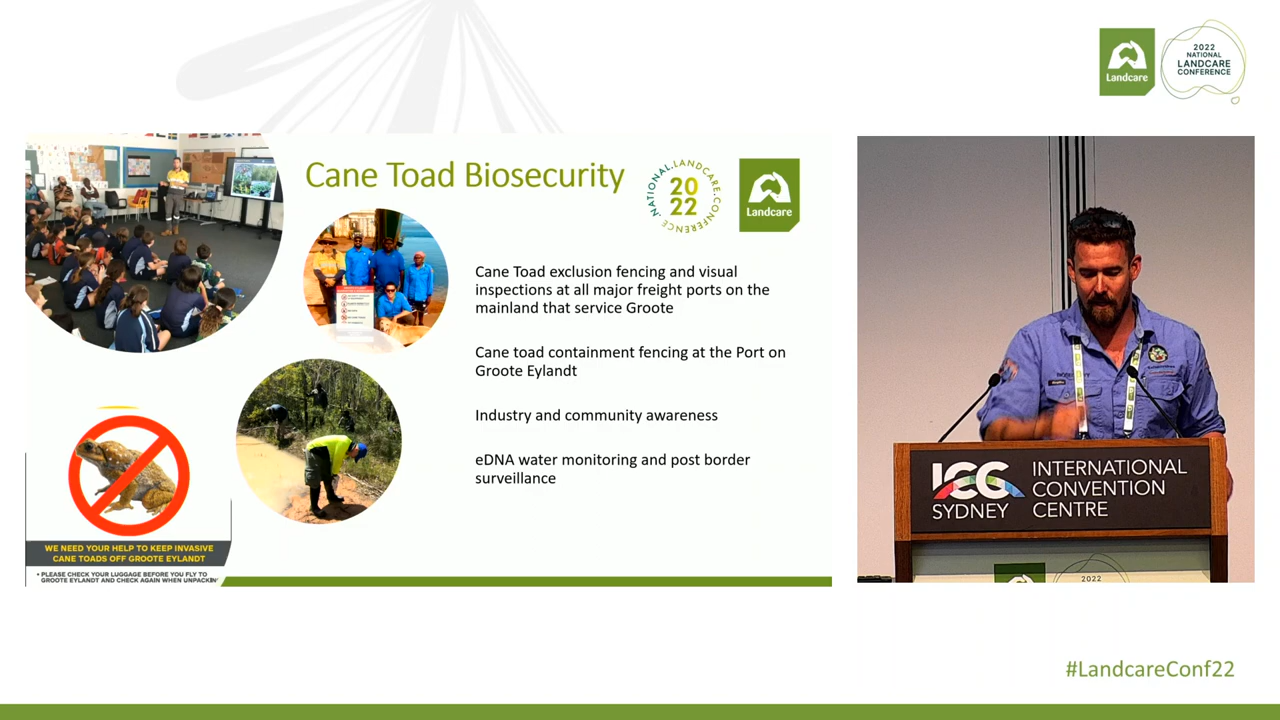 2022
NATIONAL
LANDCARE
CONFERENCE
Landcare
Cane Toad Biosecurity
NATIONAL.LANDCARE.CONFERENCE
20
22
Landcare
Cane Toad exclusion fencing and visual
inspections at all major freight ports on the
mainland that service Groote
Cane toad containment fencing at the Port on
Groote Eylandt
Industry and community awareness
eDNA water monitoring and post border
surveillance
WE NEED YOUR HELP TO KEEP INVASIVE
CANE TOADS OFF GROOTE EYLANDT
• PLEASE CHECK YOUR LUGGAGE BEFORE YOU FLY TO
GROOTE EYLANDT AND CHECK AGAIN WHEN UNPACKIN
ICC
SYDNEY
INTERNATIONAL
CONVENTION
CENTRE
2022
#LandcareConf22